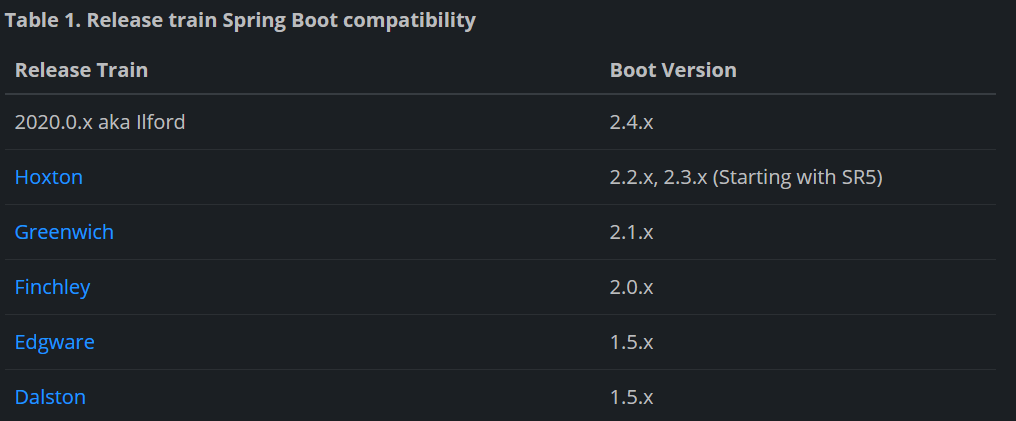 Table 1. Release train Spring Boot compatibility
Release Train Boot Version
2020.0.x aka Ilford 2.4.x
Hoxton 2.2.x, 2.3.x (Starting with SR5)
Greenwich 2.1.x
Finchley 2.0.x
Edgware 1.5.x
Dalston 1.5.x